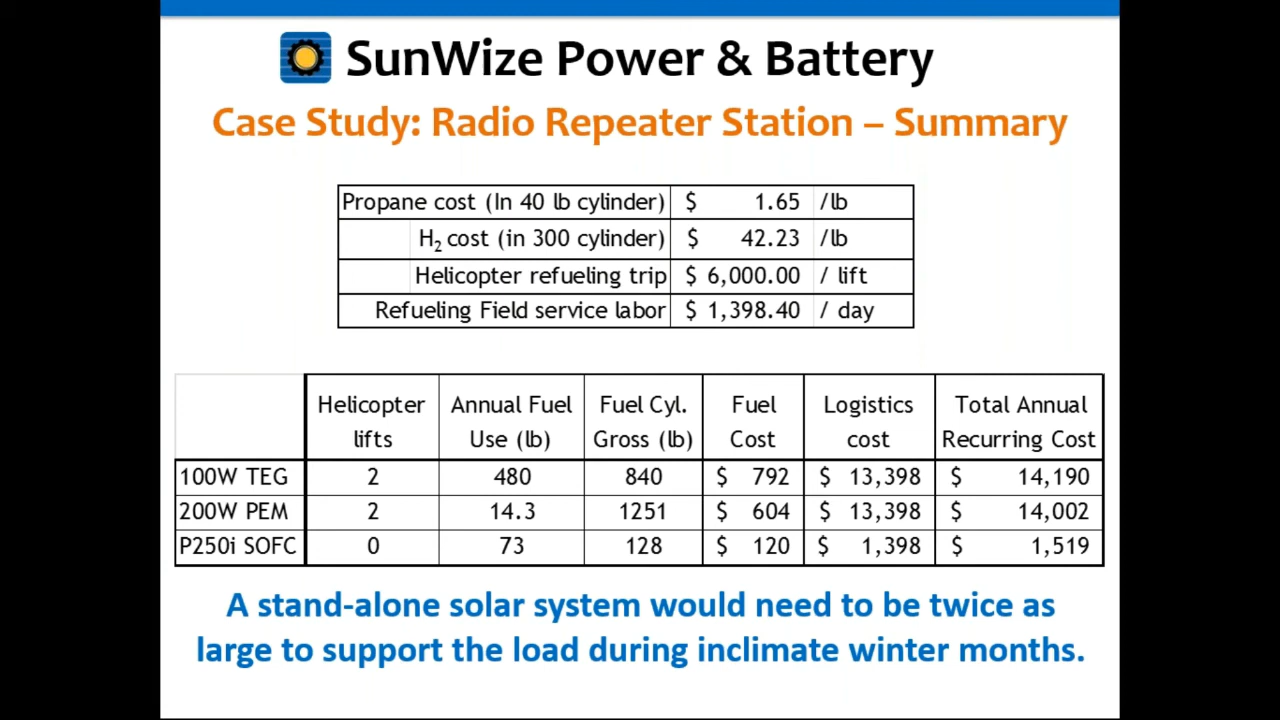 SunWize Power & Battery
Case Study: Radio Repeater Station – Summary
Propane cost (In 40 lb cylinder) $ 1.65 /lb
H₂ cost (in 300 cylinder) $ 42.23 /lb
Helicopter refueling trip $ 6,000.00 / lift
Refueling Field service labor $ 1,398.40 / day
Helicopter Annual Fuel Fuel Cyl. Fuel Logistics Total Annual
lifts Use (lb) Gross (lb) Cost cost Recurring Cost
100W TEG 2 480 840 $ 792 $ 13,398 $ 14,190
200W PEM 2 14.3 1251 $ 604 $ 13,398 $ 14,002
P250i SOFC 0 73 128 $ 120 $ 1,398 $ 1,519
A stand-alone solar system would need to be twice as
large to support the load during inclimate winter months.